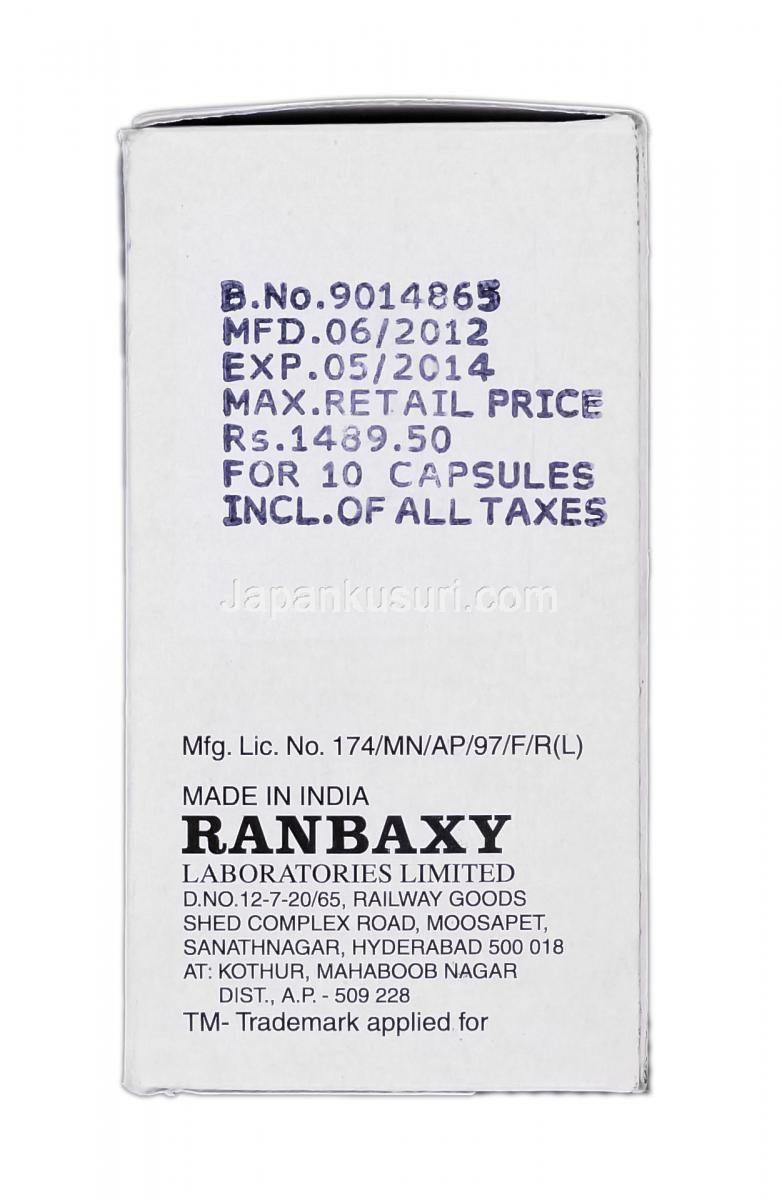 B.No.9014865
MFD.06/2012
EXP.05/2014
MAX.RETAIL PRICE
Rs.1489.50
FOR 10 CAPSULES
INCL.OF ALL TAXES
Japankusuri.com
Mfg. Lic. No. 174/MN/AP/97/F/R(L)
MADE IN INDIA
RANBAXY
LABORATORIES LIMITED
D.NO.12-7-20/65, RAILWAY GOODS
SHED COMPLEX ROAD, MOOSAPET,
SANATHNAGAR, HYDERABAD 500 018
AT: KOTHUR, MAHABOOB NAGAR
DIST., A.P. - 509 228
TM- Trademark applied for